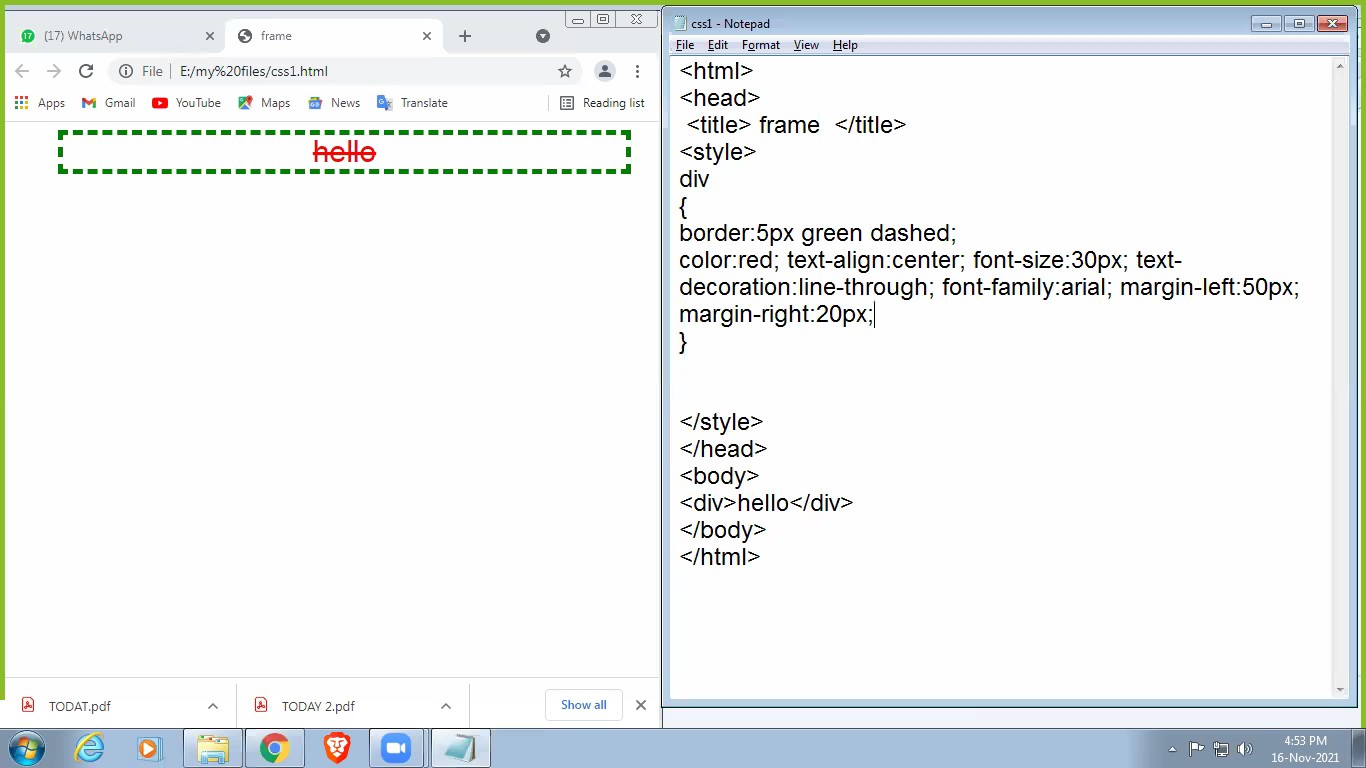 (17) WhatsApp
frame
File
E:/my%20files/css1.html
Apps
Gmail
YouTube
Maps
News
Translate
Reading list
hello
TODAT.pdf
TODAY 2.pdf
Show all
css1 - Notepad
File Edit Format View Help
<html>
<head>
<title> frame </title>
<style>
div
{
border:5px green dashed;
color:red; text-align:center; font-size:30px; text-
decoration:line-through; font-family:arial; margin-left:50px;
margin-right:20px;
}
</style>
</head>
<body>
<div>hello</div>
</body>
</html>
4:53 PM
16-Nov-2021